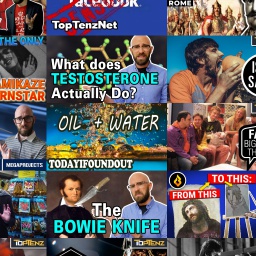 FACEBOOK
TopTenzNet
ROME
THE ONLY
KAMIKAZE
PORNSTAR
What does
TESTOSTERONE
Actually Do?
MEGAPROJECTS
OIL + WATER
TODAYIFOUNDOUT
TO THIS:
FROM THIS
The
BOWIE KNIFE
TOPTENZ
TOPTENZ